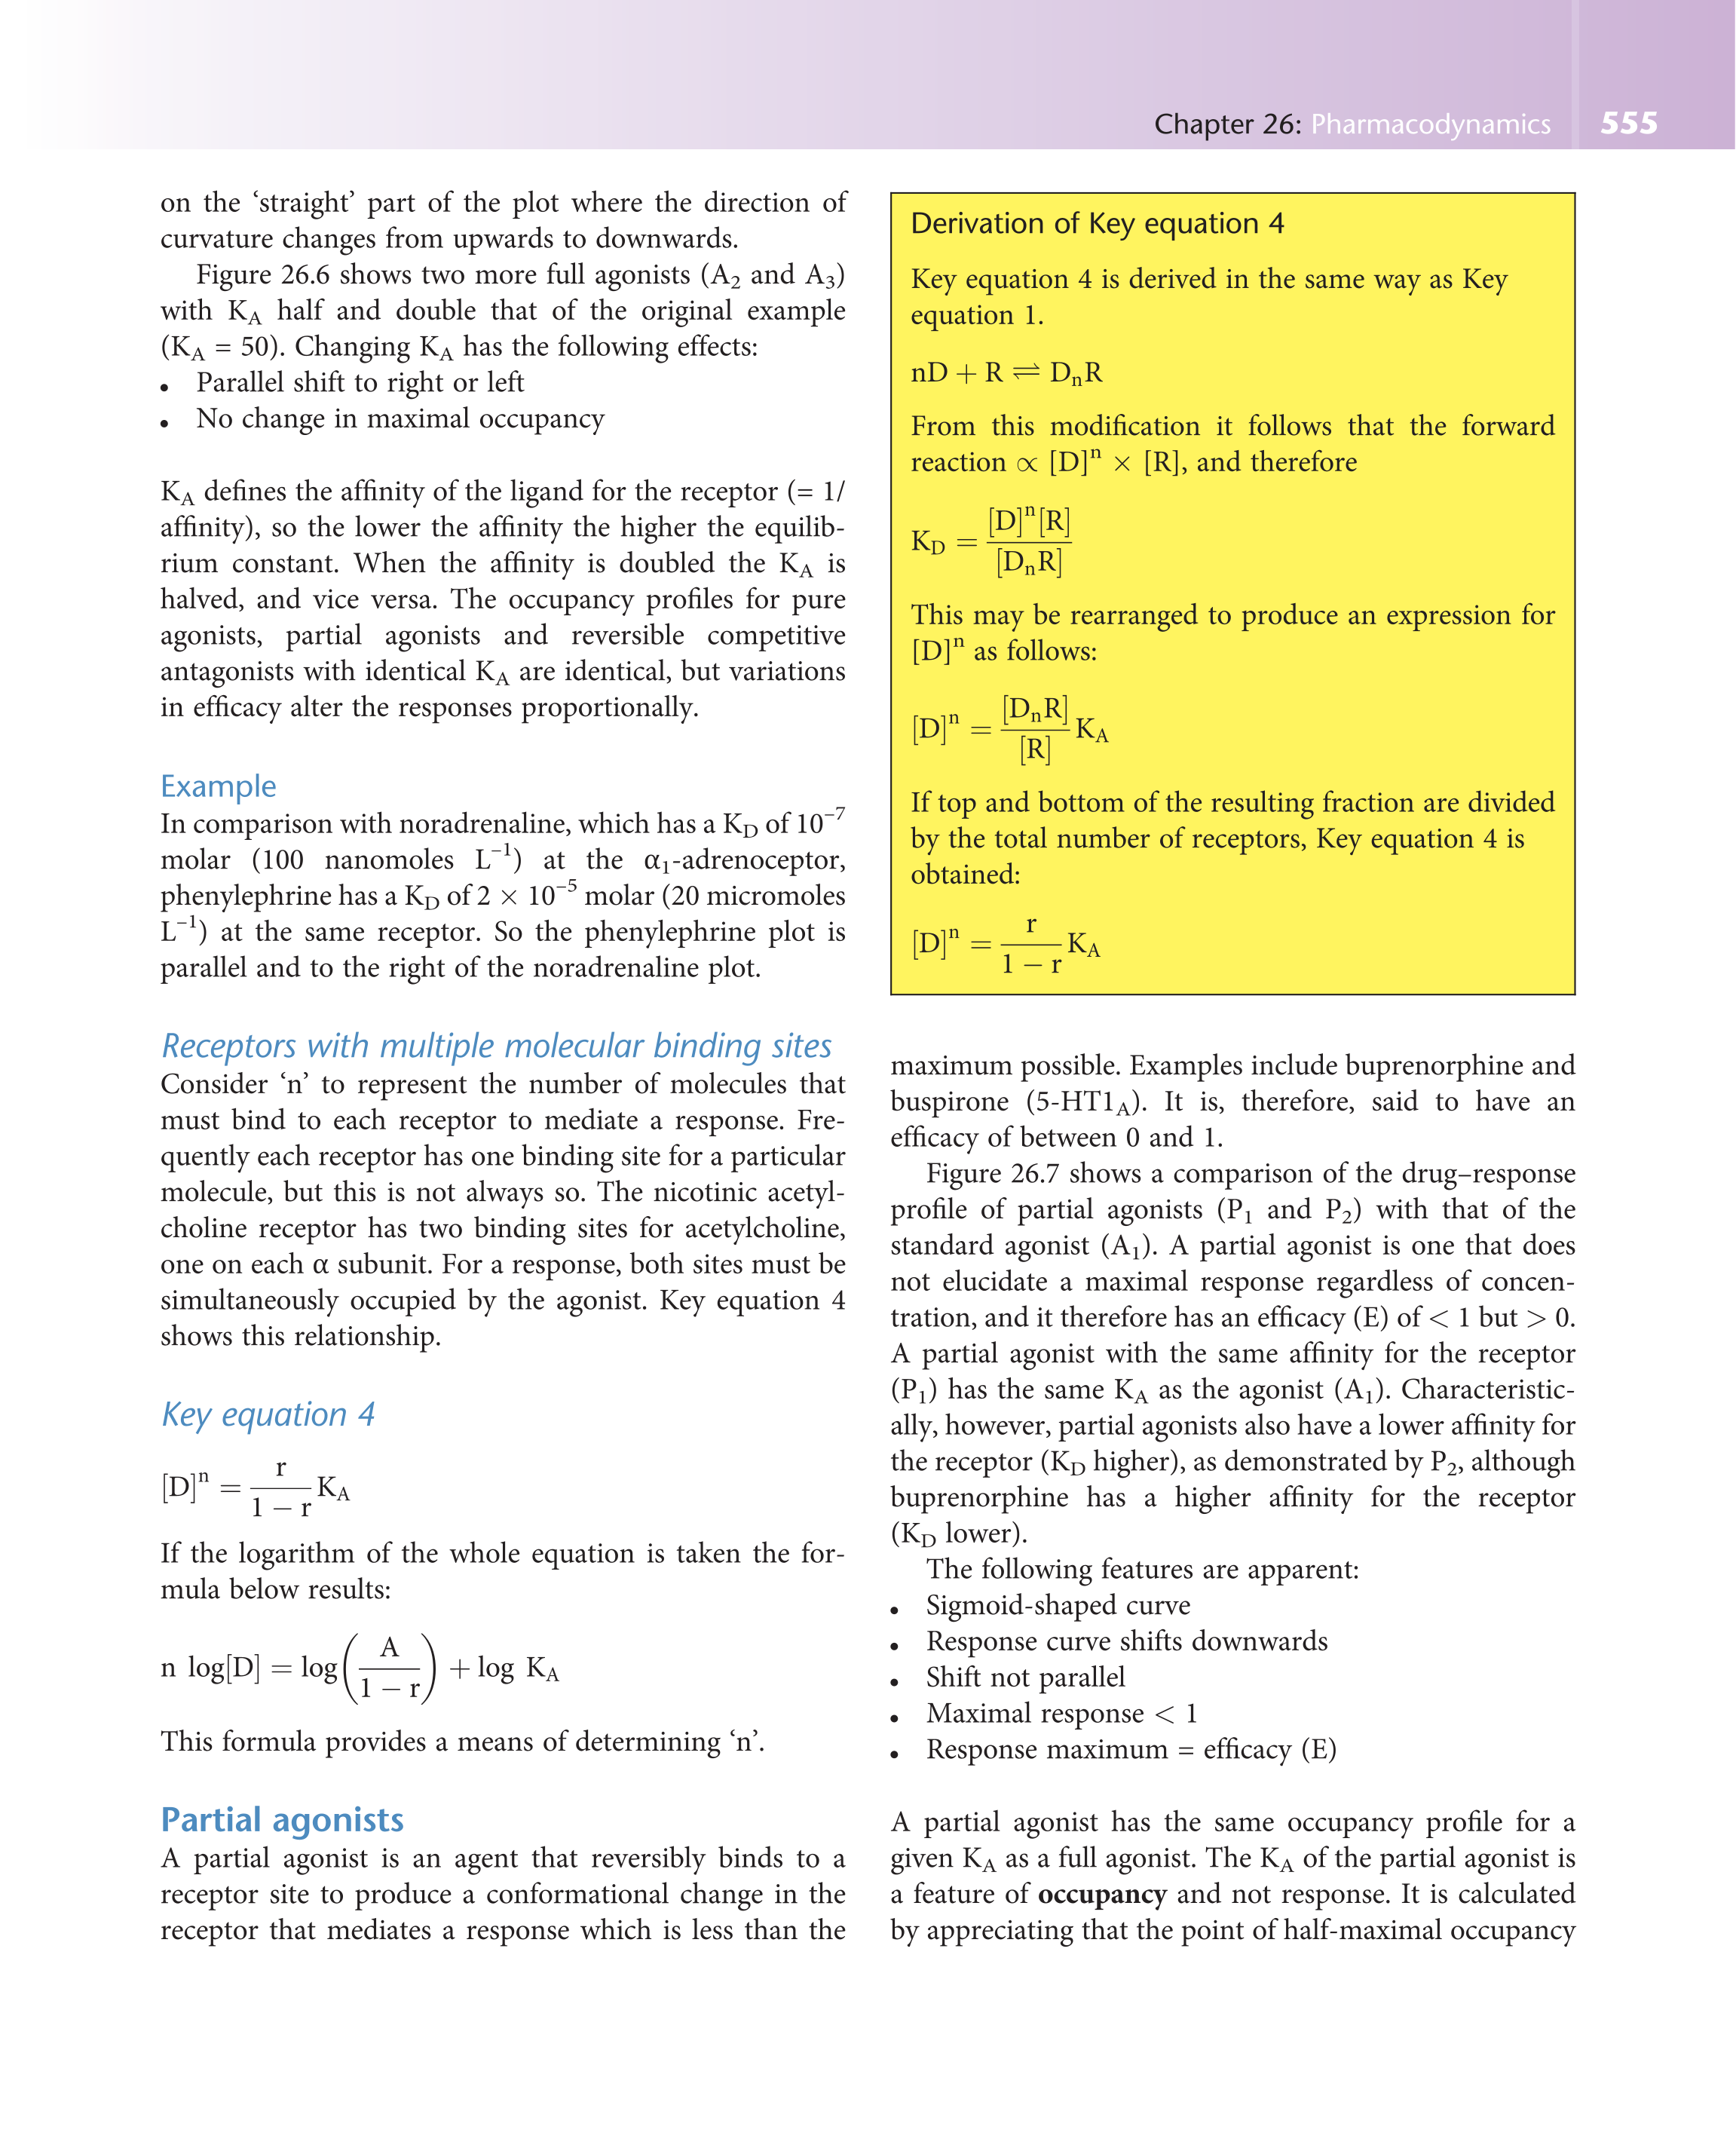 Chapter 26: Pharmacodynamics 555
on the ‘straight’ part of the plot where the direction of
curvature changes from upwards to downwards.
Figure 26.6 shows two more full agonists (A₂ and A₃)
with K_A half and double that of the original example
(K_A = 50). Changing K_A has the following effects:
• Parallel shift to right or left
• No change in maximal occupancy
K_A defines the affinity of the ligand for the receptor (= 1/
affinity), so the lower the affinity the higher the equilib-
rium constant. When the affinity is doubled the K_A is
halved, and vice versa. The occupancy profiles for pure
agonists, partial agonists and reversible competitive
antagonists with identical K_A are identical, but variations
in efficacy alter the responses proportionally.
Example
In comparison with noradrenaline, which has a K_D of 10⁻⁷
molar (100 nanomoles L⁻¹) at the α₁-adrenoceptor,
phenylephrine has a K_D of 2 × 10⁻⁵ molar (20 micromoles
L⁻¹) at the same receptor. So the phenylephrine plot is
parallel and to the right of the noradrenaline plot.
Receptors with multiple molecular binding sites
Consider ‘n’ to represent the number of molecules that
must bind to each receptor to mediate a response. Fre-
quently each receptor has one binding site for a particular
molecule, but this is not always so. The nicotinic acetyl-
choline receptor has two binding sites for acetylcholine,
one on each α subunit. For a response, both sites must be
simultaneously occupied by the agonist. Key equation 4
shows this relationship.
Key equation 4
[D]ⁿ = r / (1 − r) K_A
If the logarithm of the whole equation is taken the for-
mula below results:
n log[D] = log(A / (1 − r)) + log K_A
This formula provides a means of determining ‘n’.
Partial agonists
A partial agonist is an agent that reversibly binds to a
receptor site to produce a conformational change in the
receptor that mediates a response which is less than the
Derivation of Key equation 4
Key equation 4 is derived in the same way as Key
equation 1.
nD + R ⇌ DₙR
From this modification it follows that the forward
reaction ∝ [D]ⁿ × [R], and therefore
K_D = [D]ⁿ[R] / [DₙR]
This may be rearranged to produce an expression for
[D]ⁿ as follows:
[D]ⁿ = [DₙR] / [R] K_A
If top and bottom of the resulting fraction are divided
by the total number of receptors, Key equation 4 is
obtained:
[D]ⁿ = r / (1 − r) K_A
maximum possible. Examples include buprenorphine and
buspirone (5-HT1_A). It is, therefore, said to have an
efficacy of between 0 and 1.
Figure 26.7 shows a comparison of the drug–response
profile of partial agonists (P₁ and P₂) with that of the
standard agonist (A₁). A partial agonist is one that does
not elucidate a maximal response regardless of concen-
tration, and it therefore has an efficacy (E) of < 1 but > 0.
A partial agonist with the same affinity for the receptor
(P₁) has the same K_A as the agonist (A₁). Characteristic-
ally, however, partial agonists also have a lower affinity for
the receptor (K_D higher), as demonstrated by P₂, although
buprenorphine has a higher affinity for the receptor
(K_D lower).
The following features are apparent:
• Sigmoid-shaped curve
• Response curve shifts downwards
• Shift not parallel
• Maximal response < 1
• Response maximum = efficacy (E)
A partial agonist has the same occupancy profile for a
given K_A as a full agonist. The K_A of the partial agonist is
a feature of occupancy and not response. It is calculated
by appreciating that the point of half-maximal occupancy